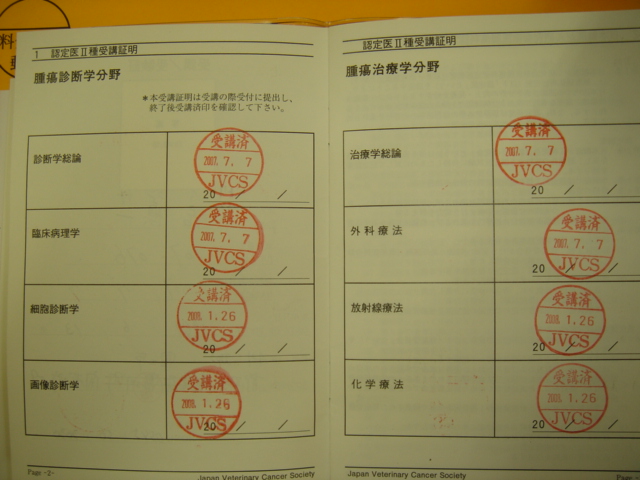 料
1 認定医Ⅱ種受講証明
腫瘍診断学分野
*本受講証明は受講の際受付に提出し、
終了後受講済印を確認して下さい。
診断学総論
受講済
2007. 7. 7
JVCS
20 / /
臨床病理学
受講済
2007. 7. 7
JVCS
20 / /
細胞診断学
受講済
2008. 1. 26
JVCS
20 / /
画像診断学
受講済
2008. 1. 26
JVCS
20 / /
Page -2-
Japan Veterinary Cancer Society
認定医Ⅱ種受講証明
腫瘍治療学分野
治療学総論
受講済
2007. 7. 7
JVCS
20 / /
外科療法
受講済
2007. 7. 7
JVCS
20 / /
放射線療法
受講済
2008. 1. 26
JVCS
20 / /
化学療法
受講済
2008. 1. 26
JVCS
20 / /
Japan Veterinary Cancer Society